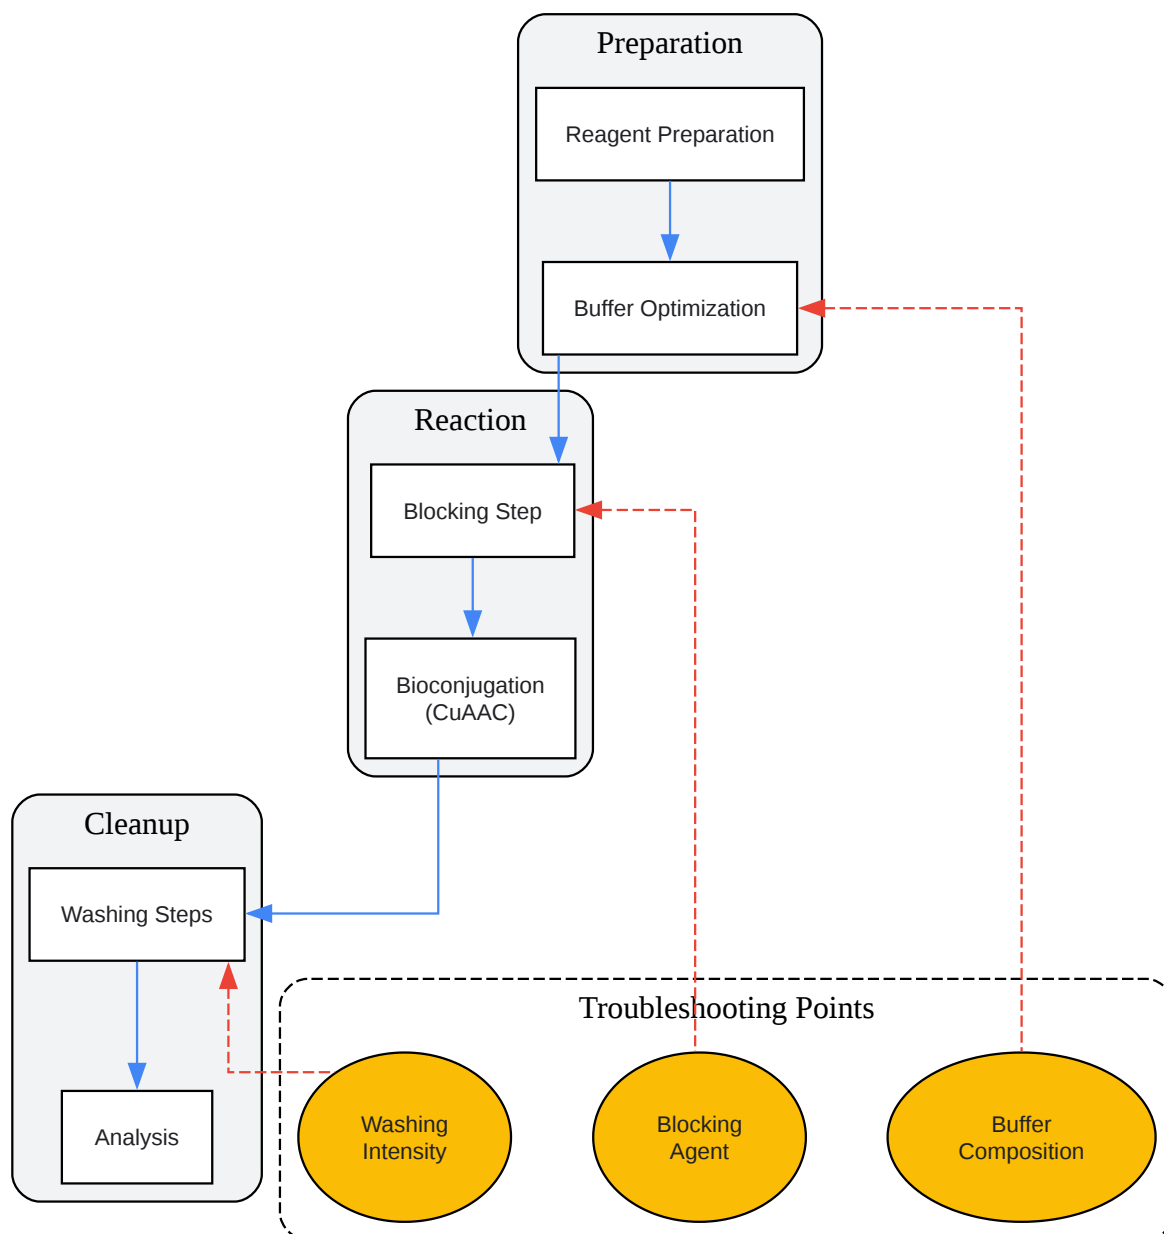 Preparation
Reagent Preparation
Buffer Optimization
Reaction
Blocking Step
Bioconjugation
(CuAAC)
Cleanup
Washing Steps
Analysis
Troubleshooting Points
Washing
Intensity
Blocking
Agent
Buffer
Composition